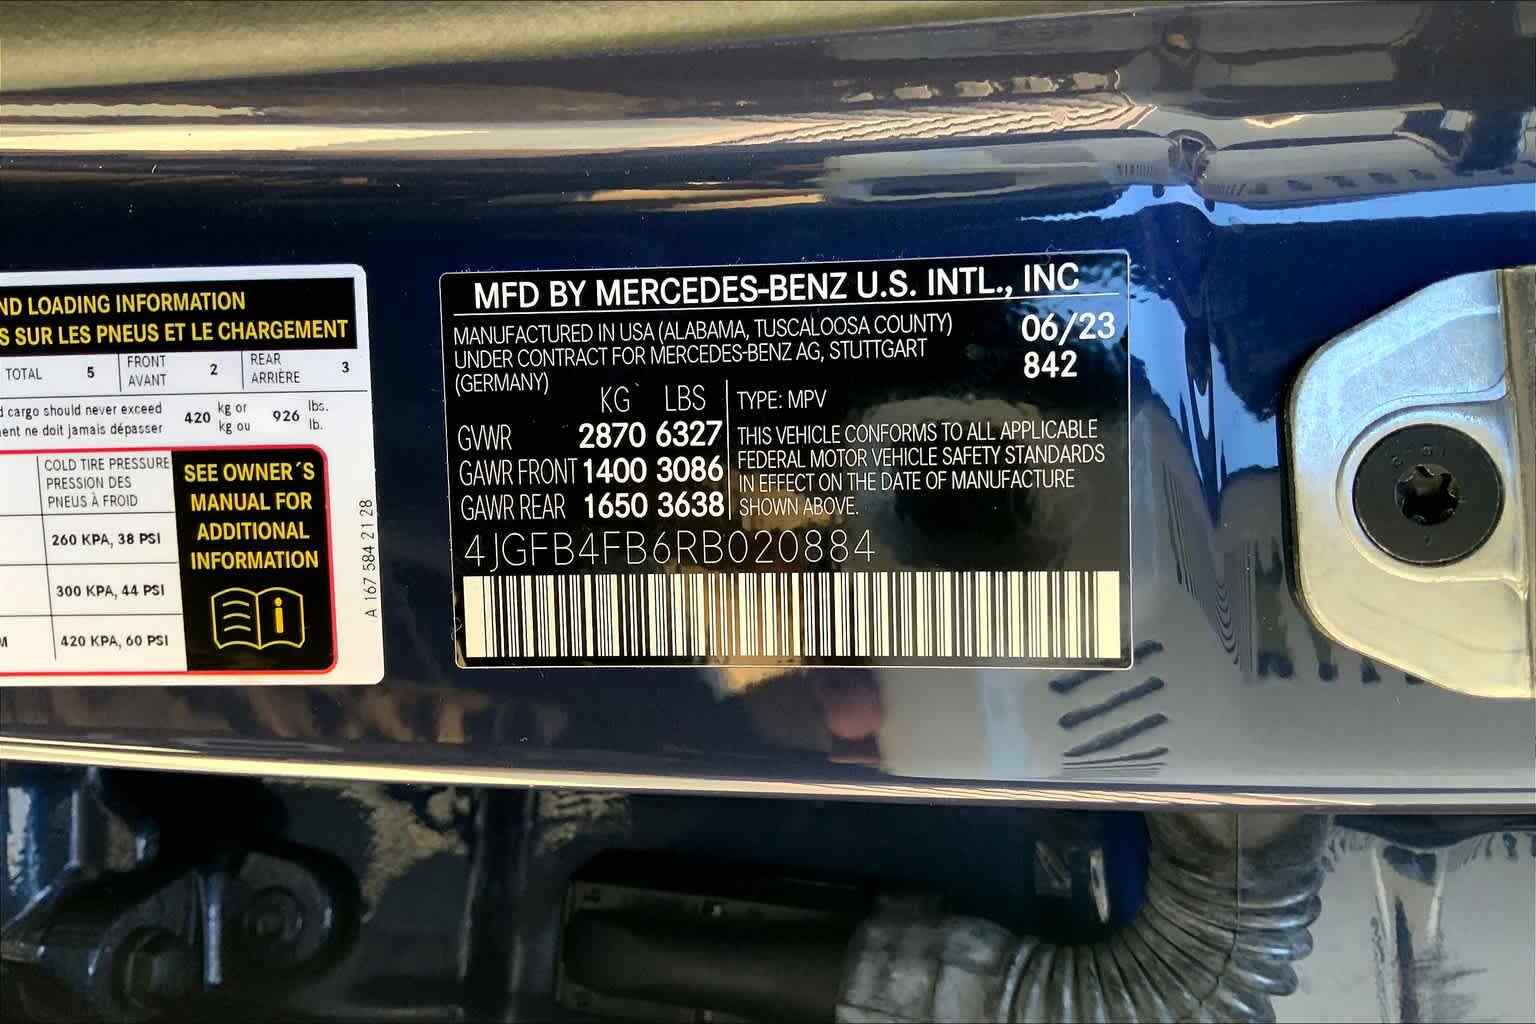 ND LOADING INFORMATION
S SUR LES PNEUS ET LE CHARGEMENT
TOTAL 5 FRONT AVANT 2 REAR ARRIÈRE 3
d cargo should never exceed
ent ne doit jamais dépasser
420 kg or kg ou 926 lbs. lb.
COLD TIRE PRESSURE
PRESSION DES
PNEUS À FROID
260 KPA, 38 PSI
300 KPA, 44 PSI
M 420 KPA, 60 PSI
SEE OWNER´S
MANUAL FOR
ADDITIONAL
INFORMATION
i
A 167 584 21 28
MFD BY MERCEDES-BENZ U.S. INTL., INC
MANUFACTURED IN USA (ALABAMA, TUSCALOOSA COUNTY)
UNDER CONTRACT FOR MERCEDES-BENZ AG, STUTTGART
(GERMANY)
06/23
842
KG LBS
GVWR 2870 6327
GAWR FRONT 1400 3086
GAWR REAR 1650 3638
TYPE: MPV
THIS VEHICLE CONFORMS TO ALL APPLICABLE
FEDERAL MOTOR VEHICLE SAFETY STANDARDS
IN EFFECT ON THE DATE OF MANUFACTURE
SHOWN ABOVE.
4JGFB4FB6RB020884